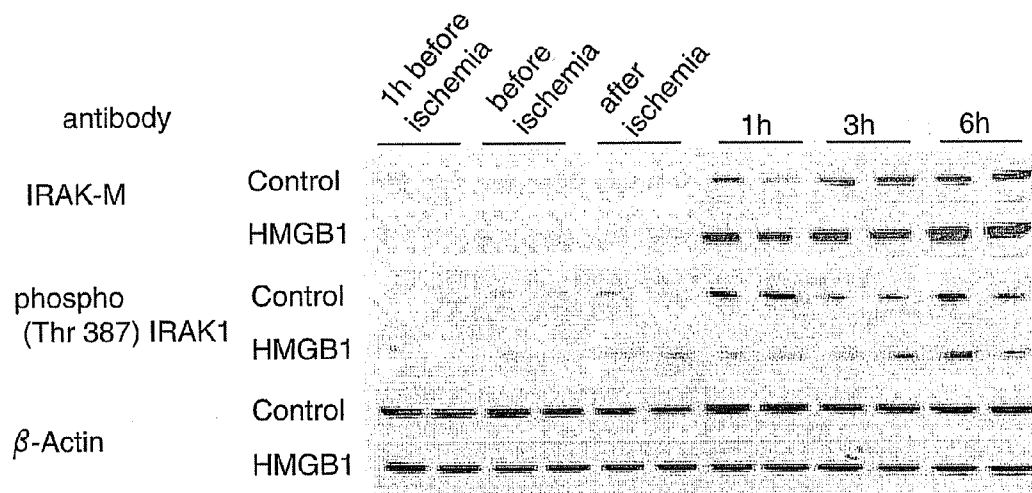 1h before
ischemia
before
ischemia
after
ischemia
antibody
1h
3h
6h
IRAK-M
Control
HMGB1
phospho
(Thr 387) IRAK1
Control
HMGB1
β-Actin
Control
HMGB1